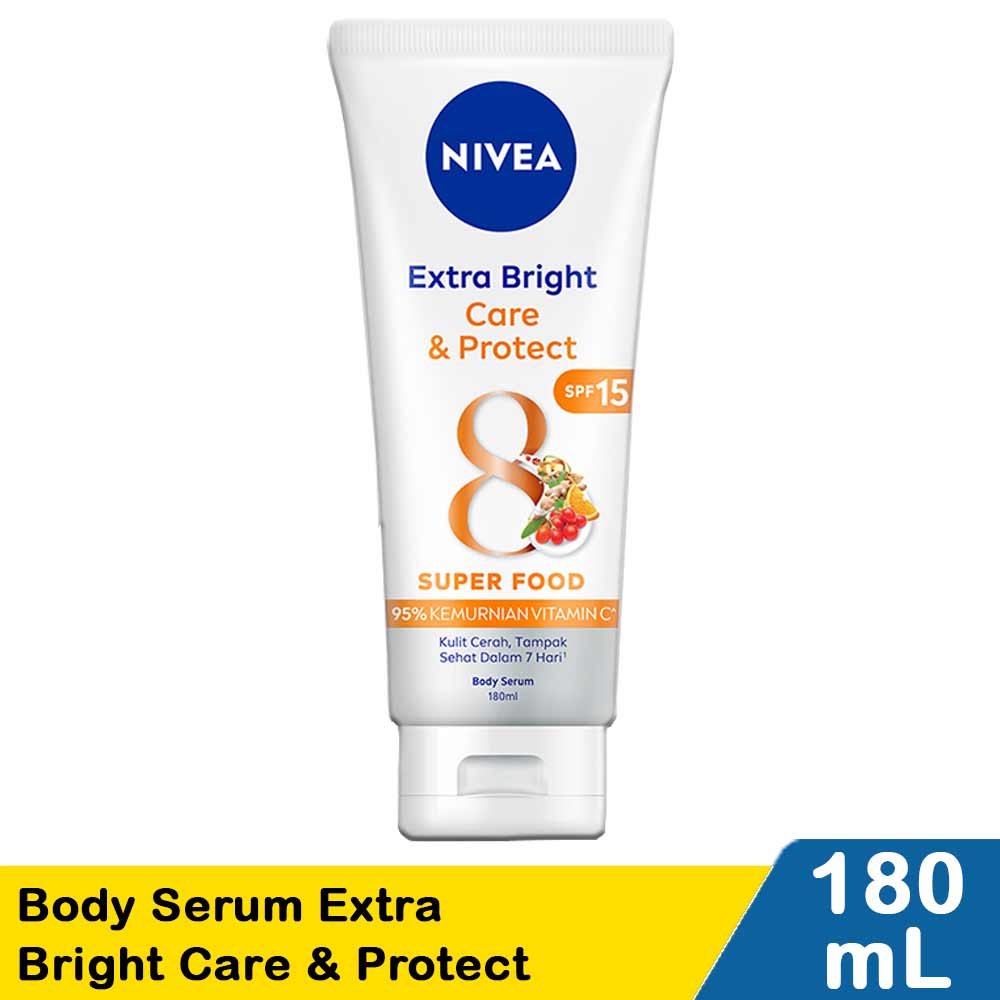 NIVEA
Extra Bright
Care
& Protect
SPF 15
8
SUPER FOOD
95% KEMURNIAN VITAMIN C^
Kulit Cerah, Tampak
Sehat Dalam 7 Hari¹
Body Serum
180ml
Body Serum Extra
Bright Care & Protect
180
mL